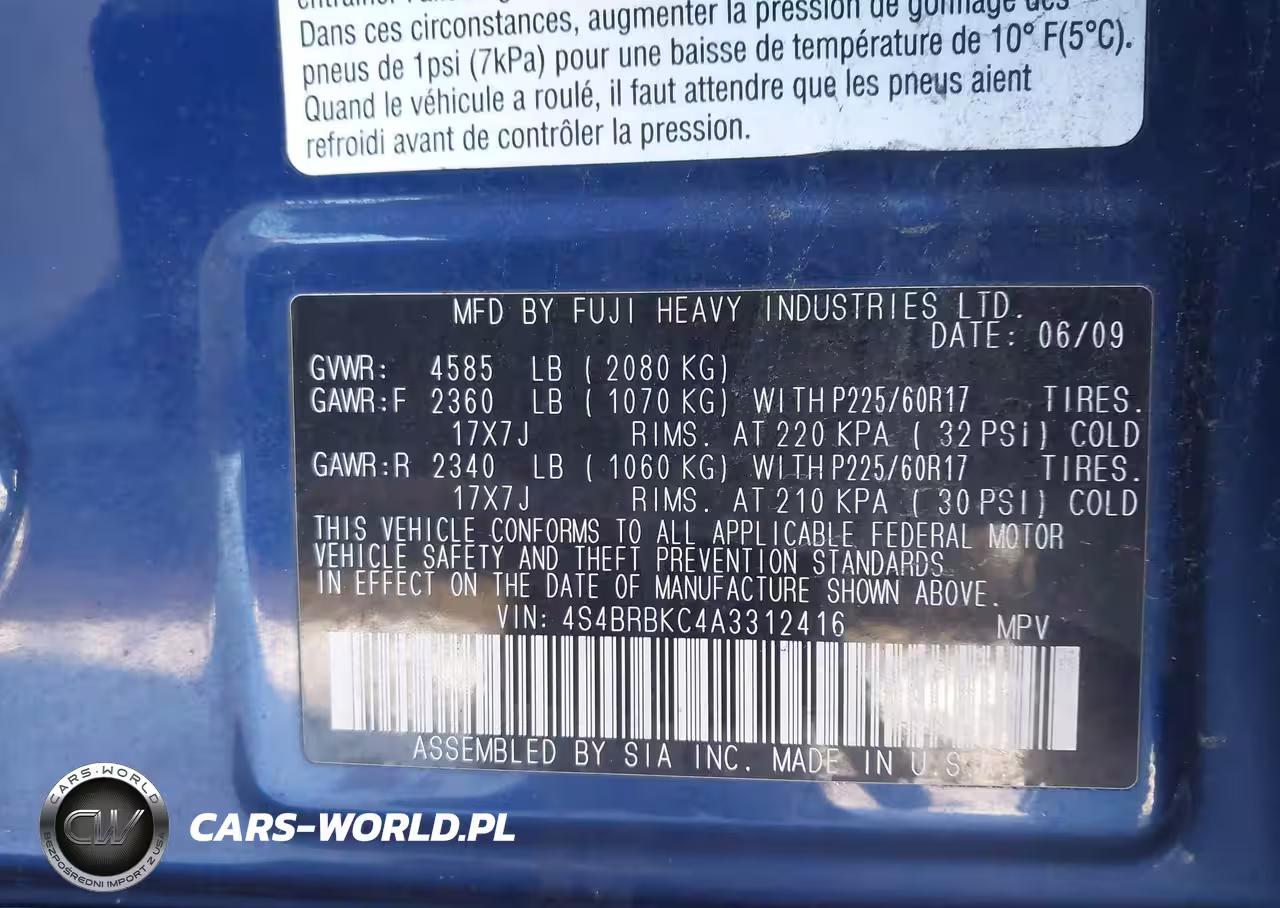 Dans ces circonstances, augmenter la pression de gonflage des
pneus de 1psi (7kPa) pour une baisse de température de 10° F(5°C).
Quand le véhicule a roulé, il faut attendre que les pneus aient
refroidi avant de contrôler la pression.
MFD BY FUJI HEAVY INDUSTRIES LTD.
DATE: 06/09
GVWR: 4585 LB ( 2080 KG)
GAWR:F 2360 LB ( 1070 KG) WITH P225/60R17 TIRES.
17X7J RIMS. AT 220 KPA ( 32 PSi) COLD
GAWR:R 2340 LB ( 1060 KG) WITH P225/60R17 TIRES.
17X7J RIMS. AT 210 KPA ( 30 PSI) COLD
THIS VEHICLE CONFORMS TO ALL APPLICABLE FEDERAL MOTOR
VEHICLE SAFETY AND THEFT PREVENTION STANDARDS
IN EFFECT ON THE DATE OF MANUFACTURE SHOWN ABOVE.
VIN: 4S4BRBKC4A3312416 MPV
ASSEMBLED BY SIA INC. MADE IN U.S.
CARS-WORLD
CW
BEZPOŚREDNI IMPORT Z USA
CARS-WORLD.PL